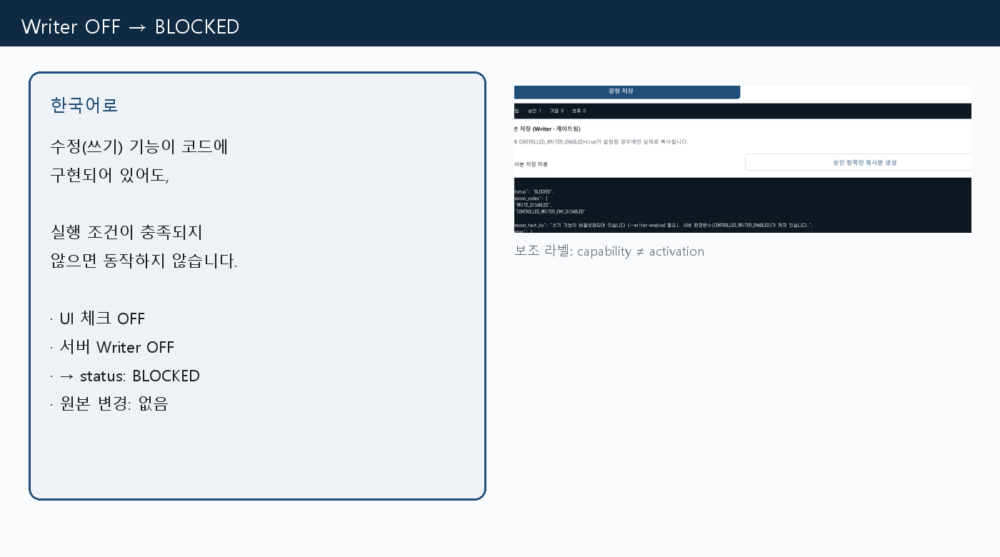 Writer OFF → BLOCKED
한국어로
수정(쓰기) 기능이 코드에
구현되어 있어도,
실행 조건이 충족되지
않으면 동작하지 않습니다.
· UI 체크 OFF
· 서버 Writer OFF
· → status: BLOCKED
· 원본 변경: 없음
결정 저장
· 승인 1 · 거절 0 · 보류 0
본 저장 (Writer · 게이트됨)
에 CONTROLLED_WRITER_ENABLED=true가 설정된 경우에만 실제로 복사됩니다.
사본 저장 허용
승인 항목만 복사본 생성
status": "BLOCKED",
eason_codes": [
"WRITE_DISABLED",
"CONTROLLED_WRITER_ENV_DISABLED"
eason_text_ko": "쓰기 기능이 비활성화되어 있습니다 (--writer-enabled 필요). 서버 환경변수(CONTROLLED_WRITER_ENABLED)가 꺼져 있습니다.",
보조 라벨: capability ≠ activation